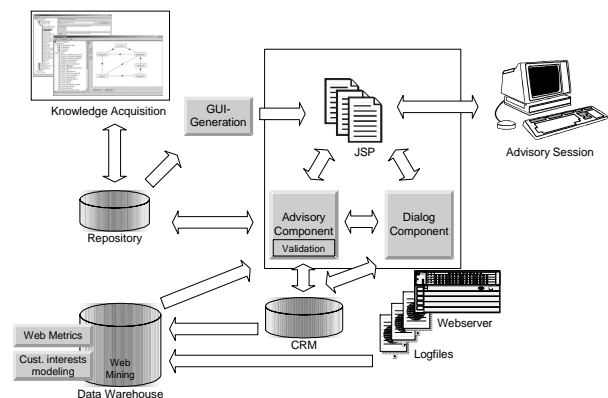 Knowledge Acquisition
GUI-
Generation
JSP
Advisory Session
Repository
Advisory
Component
Validation
Dialog
Component
Webserver
Logfiles
CRM
Web Metrics
Cust. interests
modeling
Web
Mining
Data Warehouse